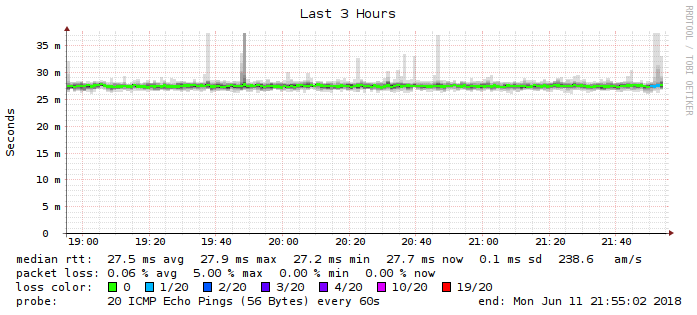 Last 3 Hours
RRDTOOL / TOBI OETIKER
Seconds
35 m
30 m
25 m
20 m
15 m
10 m
5 m
0
19:00 19:20 19:40 20:00 20:20 20:40 21:00 21:20 21:40
median rtt: 27.5 ms avg 27.9 ms max 27.2 ms min 27.7 ms now 0.1 ms sd 238.6 am/s
packet loss: 0.06 % avg 5.00 % max 0.00 % min 0.00 % now
loss color: 0 1/20 2/20 3/20 4/20 10/20 19/20
probe: 20 ICMP Echo Pings (56 Bytes) every 60s end: Mon Jun 11 21:55:02 2018